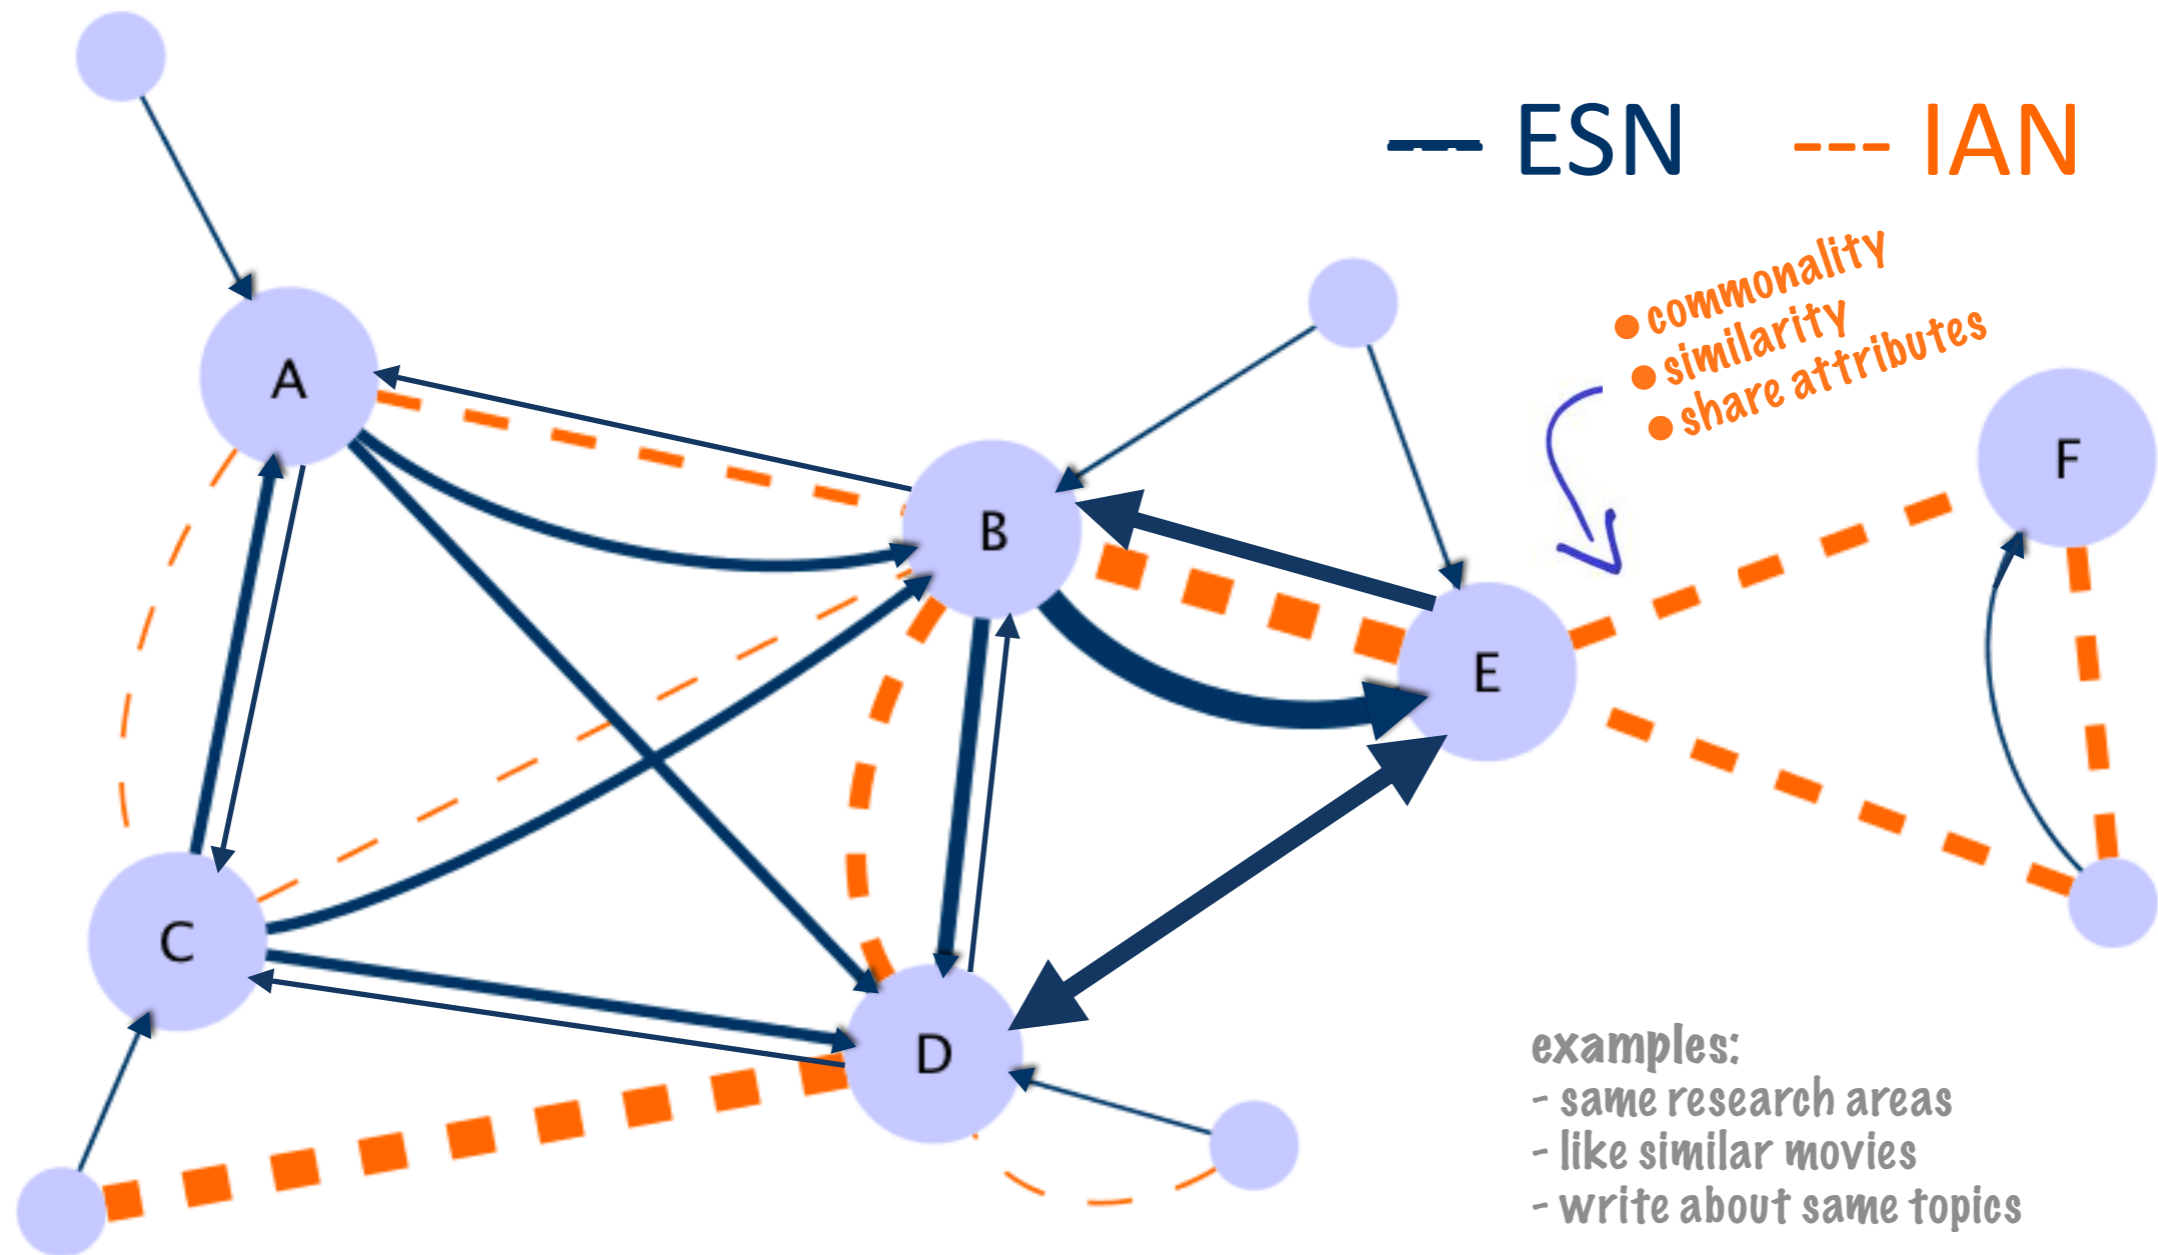 ESN
IAN
• commonality
• similarity
• share attributes
A
B
F
E
C
D
examples:
- same research areas
- like similar movies
- write about same topics